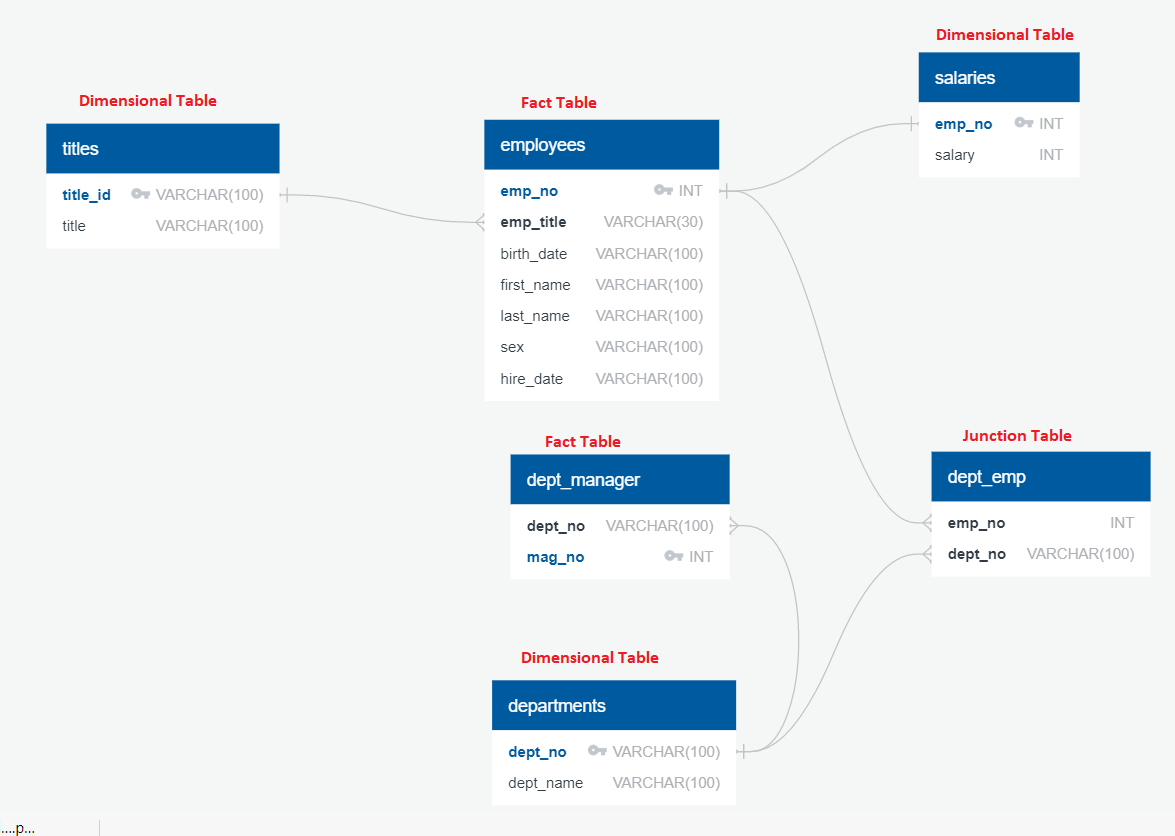 Dimensional Table
titles
title_id VARCHAR(100)
title VARCHAR(100)
Fact Table
employees
emp_no INT
emp_title VARCHAR(30)
birth_date VARCHAR(100)
first_name VARCHAR(100)
last_name VARCHAR(100)
sex VARCHAR(100)
hire_date VARCHAR(100)
Dimensional Table
salaries
emp_no INT
salary INT
Fact Table
dept_manager
dept_no VARCHAR(100)
mag_no INT
Junction Table
dept_emp
emp_no INT
dept_no VARCHAR(100)
Dimensional Table
departments
dept_no VARCHAR(100)
dept_name VARCHAR(100)
....p...